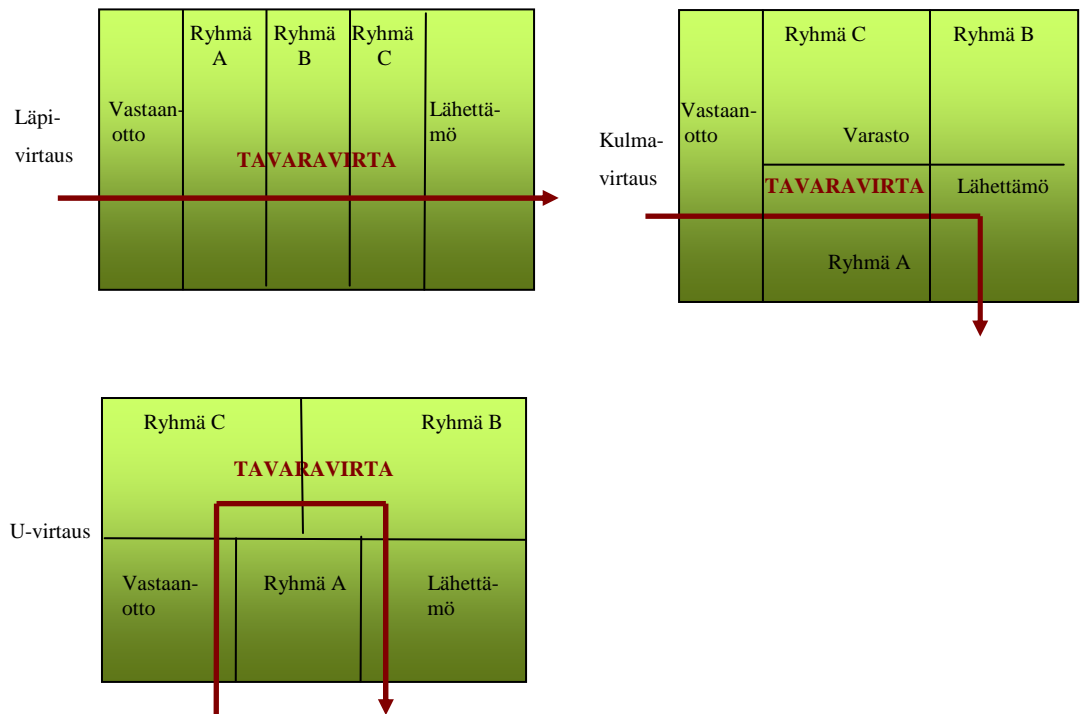 Läpi-
virtaus
Ryhmä
A
Ryhmä
B
Ryhmä
C
Vastaan-
otto
Lähettä-
mö
TAVARAVIRTA
Kulma-
virtaus
Ryhmä C
Ryhmä B
Vastaan-
otto
Varasto
TAVARAVIRTA
Lähettämö
Ryhmä A
U-virtaus
Ryhmä C
Ryhmä B
TAVARAVIRTA
Vastaan-
otto
Ryhmä A
Lähettä-
mö